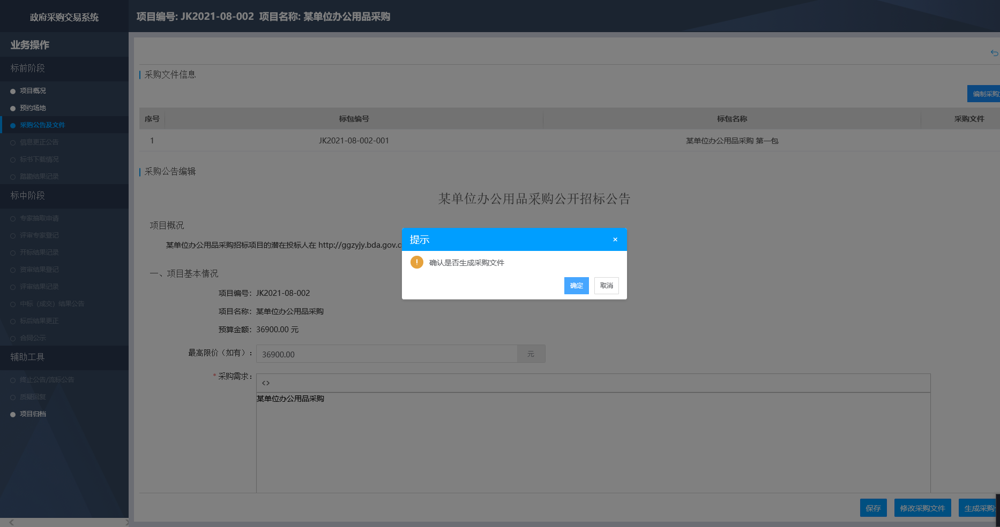 政府采购交易系统
项目编号: JK2021-08-002 项目名称: 某单位办公用品采购
业务操作
标前阶段
项目概况
预约场地
采购公告及文件
信息更正公告
标书下载情况
踏勘结果记录
标中阶段
专家抽取申请
评审专家登记
开标结果记录
资审结果登记
评审结果记录
中标（成交）结果公告
标后结果更正
合同公示
辅助工具
终止公告/流标公告
质疑回复
项目归档
采购文件信息
编制采购
序号 标包编号 标包名称 采购文件
1 JK2021-08-002-001 某单位办公用品采购 第一包
采购公告编辑
某单位办公用品采购公开招标公告
项目概况
某单位办公用品采购招标项目的潜在投标人在 http://ggzyjy.bda.gov.c
一、项目基本情况
项目编号: JK2021-08-002
项目名称: 某单位办公用品采购
预算金额: 36900.00 元
最高限价（如有）: 36900.00 元
* 采购需求:
<>
某单位办公用品采购
提示 ×
! 确认是否生成采购文件
确定 取消
保存 修改采购文件 生成采购